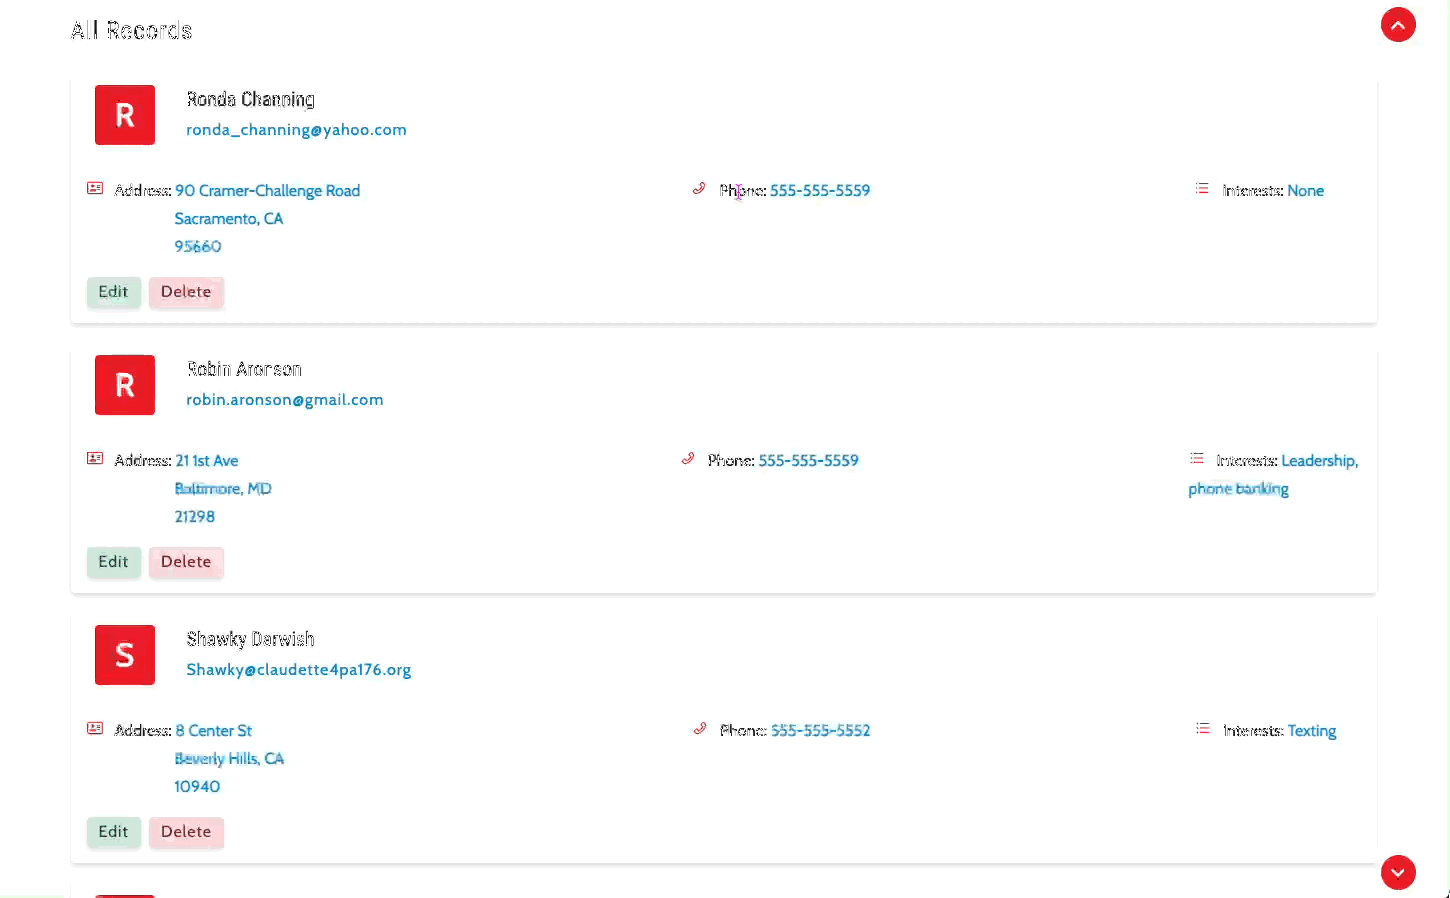 All Records
R
Ronda Channing
ronda_channing@yahoo.com
Address: 90 Cramer-Challenge Road
Sacramento, CA
95660
Phone: 555-555-5559
Interests: None
Edit Delete
R
Robin Aronson
robin.aronson@gmail.com
Address: 21 1st Ave
Baltimore, MD
21298
Phone: 555-555-5559
Interests: Leadership,
phone banking
Edit Delete
S
Shawky Darwish
Shawky@claudette4pa176.org
Address: 8 Center St
Beverly Hills, CA
10940
Phone: 555-555-5552
Interests: Texting
Edit Delete